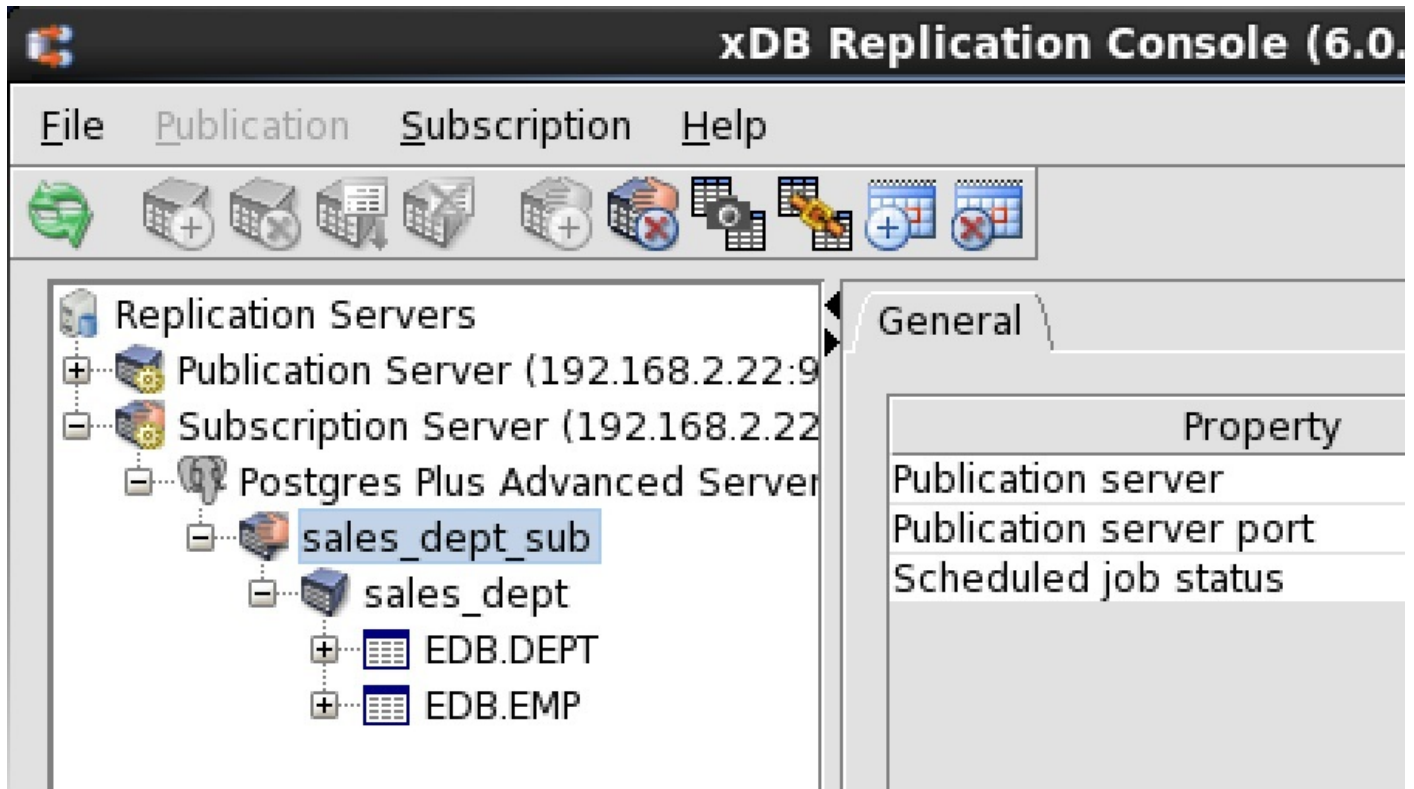 xDB Replication Console (6.0.
File Publication Subscription Help
Replication Servers
Publication Server (192.168.2.22:9
Subscription Server (192.168.2.22
Postgres Plus Advanced Server
sales_dept_sub
sales_dept
EDB.DEPT
EDB.EMP
General
Property
Publication server
Publication server port
Scheduled job status